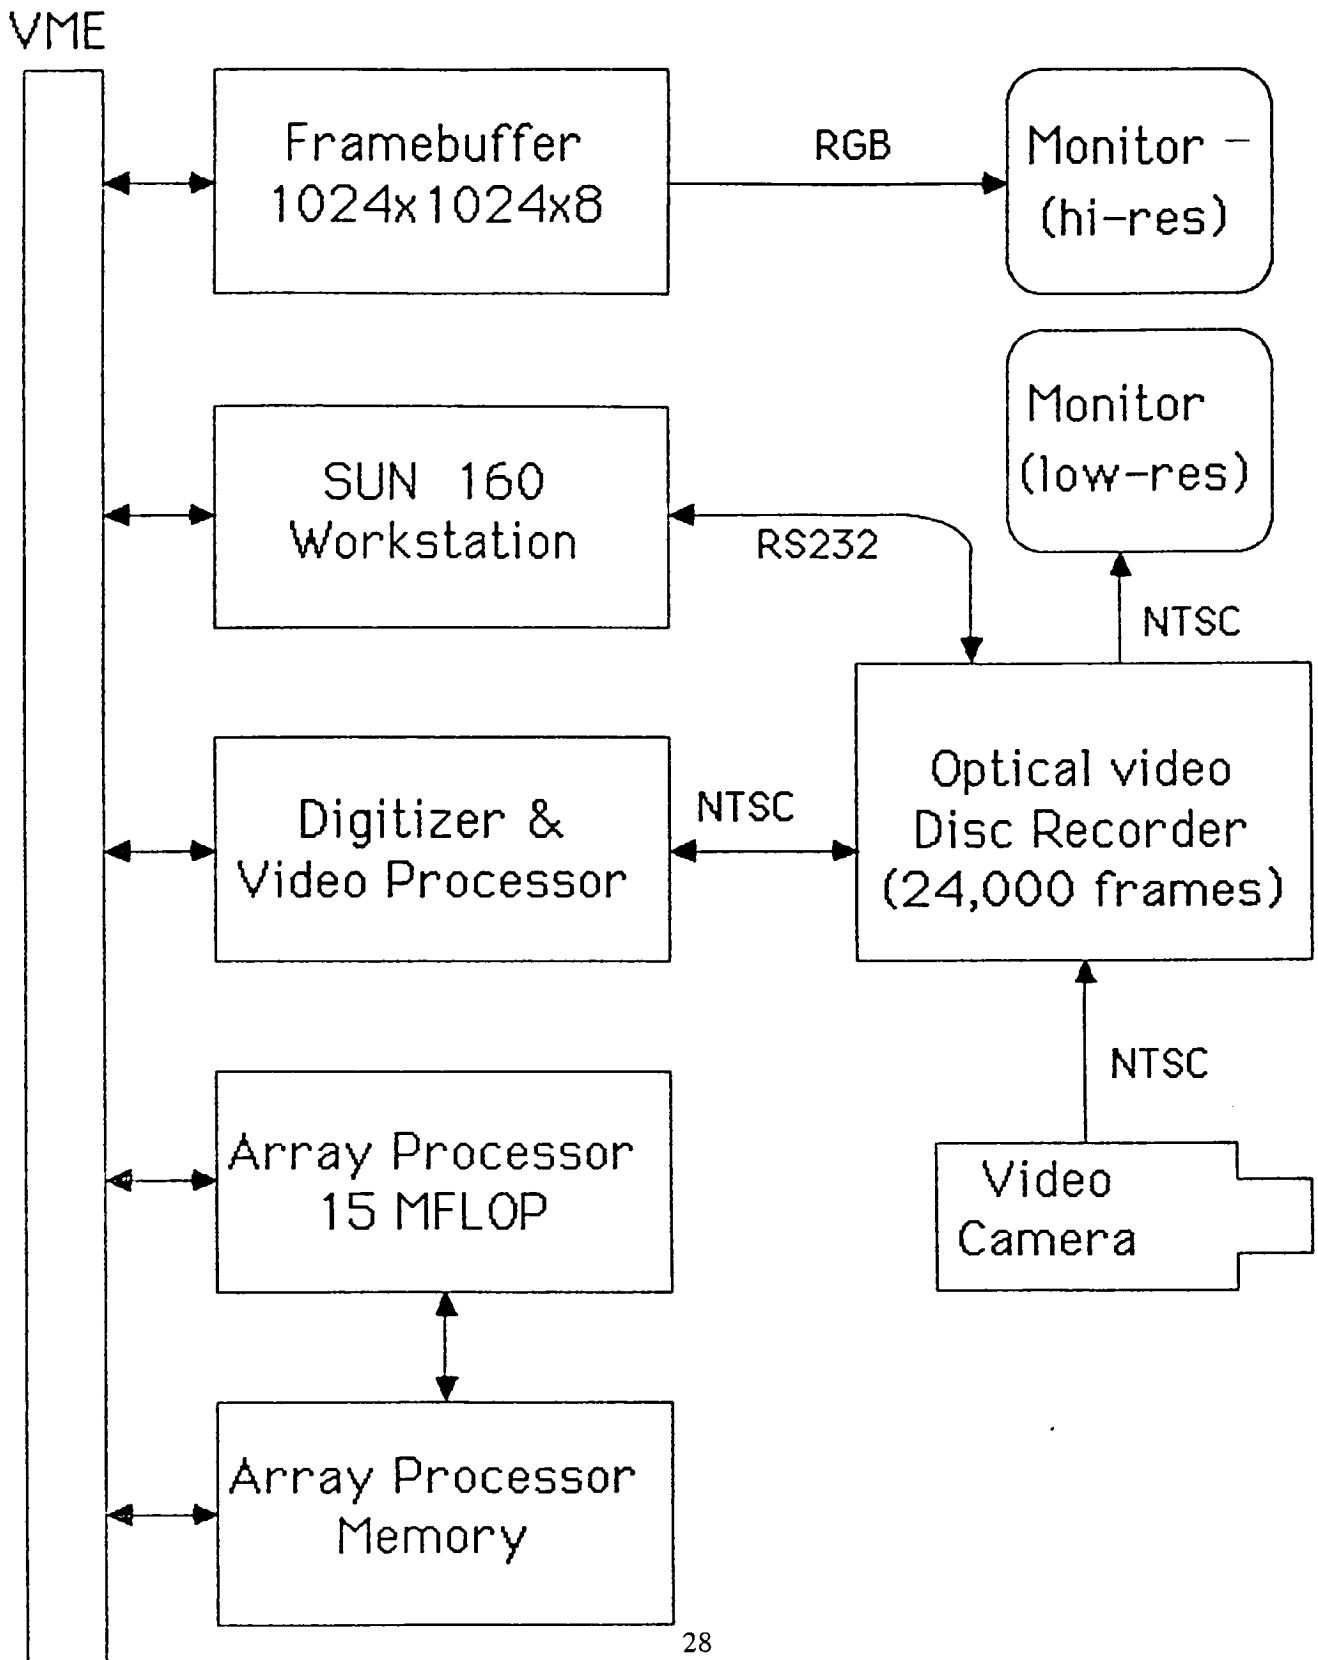 VME
Framebuffer
1024x1024x8
RGB
Monitor -
(hi-res)
Monitor
(low-res)
SUN 160
Workstation
RS232
NTSC
Optical video
Disc Recorder
(24,000 frames)
Digitizer &
Video Processor
NTSC
NTSC
Array Processor
15 MFLOP
Video
Camera
Array Processor
Memory
28